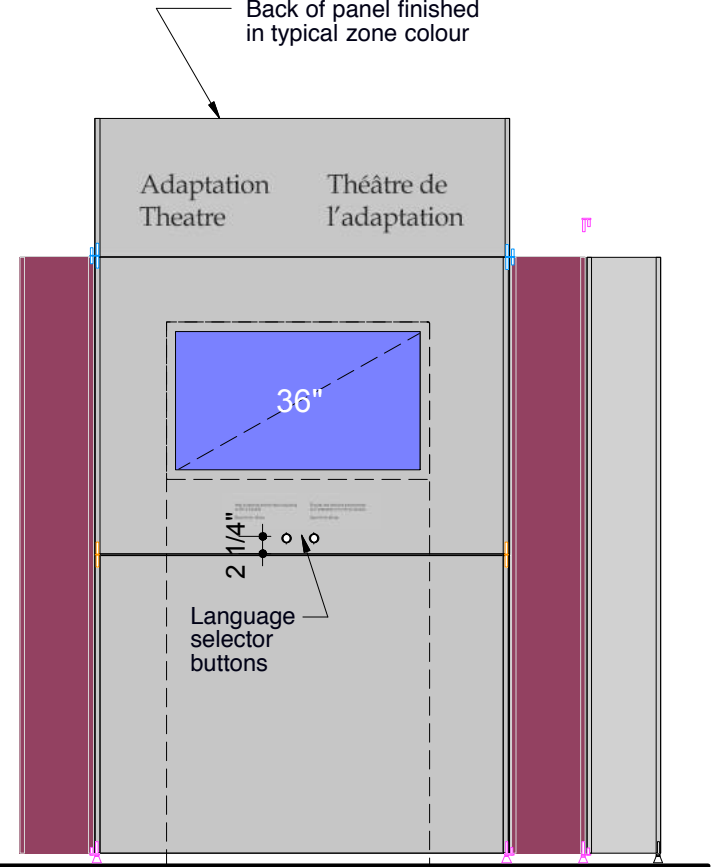 Back of panel finished
in typical zone colour
Adaptation
Theatre
Théâtre de
l'adaptation
36"
2 1/4"
Language
selector
buttons